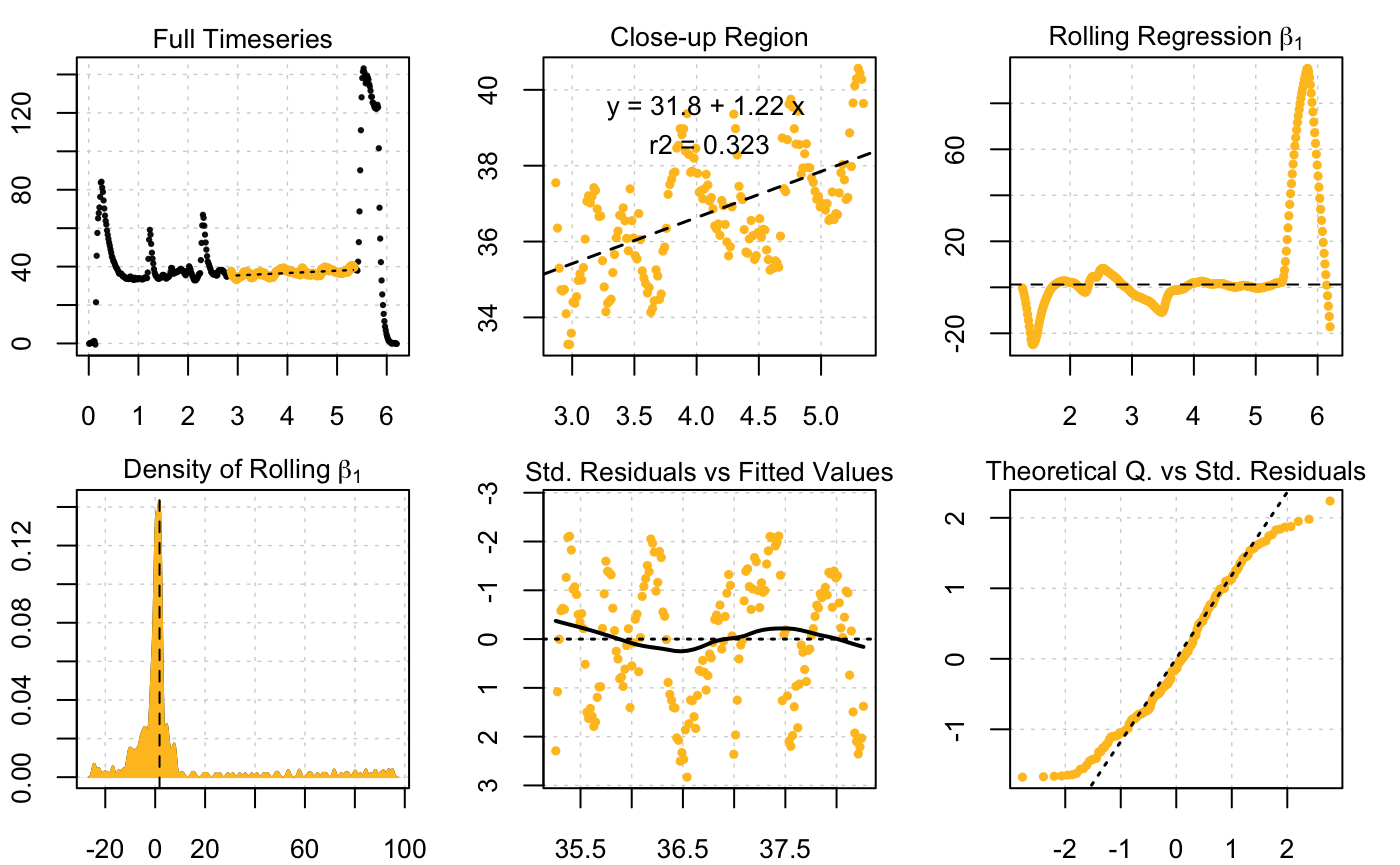 Full Timeseries
0 40 80 120
0 1 2 3 4 5 6
Close-up Region
y = 31.8 + 1.22 x
r2 = 0.323
34 36 38 40
3.0 3.5 4.0 4.5 5.0
Rolling Regression β1
-20 20 60
2 3 4 5 6
Density of Rolling β1
0.00 0.04 0.08 0.12
-20 0 20 60 100
Std. Residuals vs Fitted Values
3 2 1 0 -1 -2 -3
35.5 36.5 37.5
Theoretical Q. vs Std. Residuals
-1 0 1 2
-2 -1 0 1 2